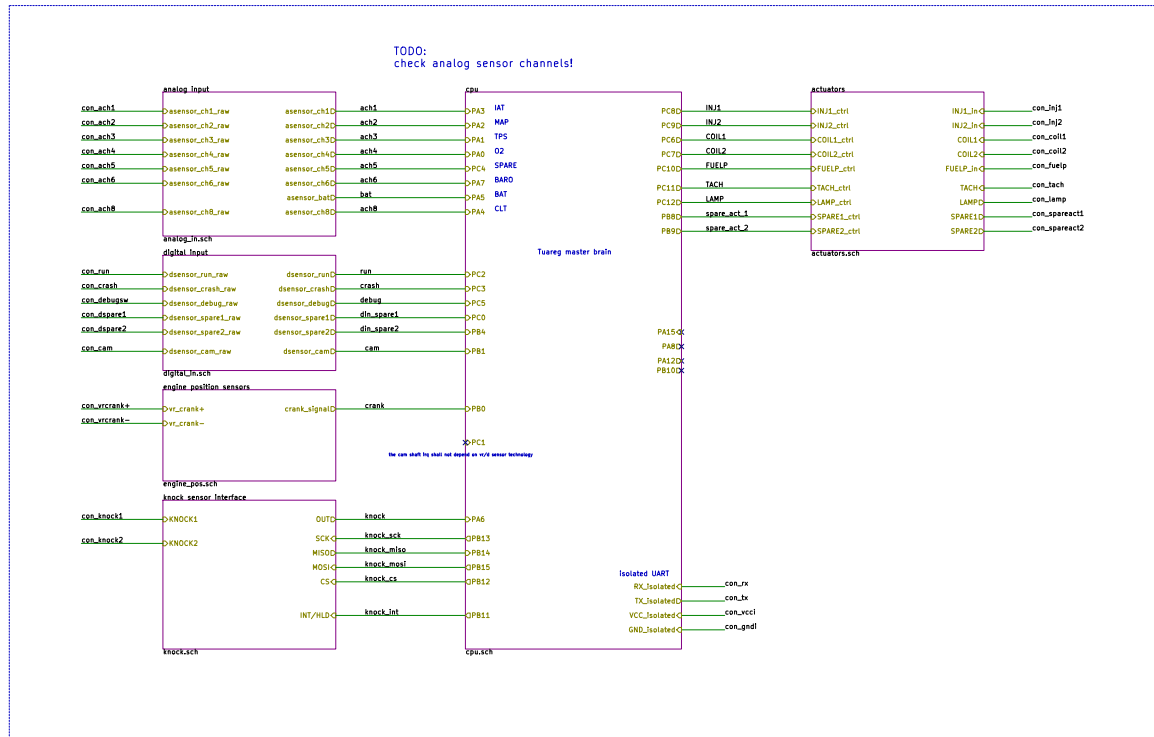 TODO:
check analog sensor channels!
analog input
con_ach1
con_ach2
con_ach3
con_ach4
con_ach5
con_ach6
con_ach8
asensor_ch1_raw
asensor_ch2_raw
asensor_ch3_raw
asensor_ch4_raw
asensor_ch5_raw
asensor_ch6_raw
asensor_ch8_raw
asensor_ch1
asensor_ch2
asensor_ch3
asensor_ch4
asensor_ch5
asensor_ch6
asensor_bat
asensor_ch8
ach1
ach2
ach3
ach4
ach5
ach6
bat
ach8
analog_in.sch
digital input
con_run
con_crash
con_debugsw
con_dspare1
con_dspare2
con_cam
dsensor_run_raw
dsensor_crash_raw
dsensor_debug_raw
dsensor_spare1_raw
dsensor_spare2_raw
dsensor_cam_raw
dsensor_run
dsensor_crash
dsensor_debug
dsensor_spare1
dsensor_spare2
dsensor_cam
run
crash
debug
din_spare1
din_spare2
cam
digital_in.sch
engine position sensors
con_vrcrank+
con_vrcrank-
vr_crank+
vr_crank-
crank_signal
crank
engine_pos.sch
knock sensor interface
con_knock1
con_knock2
KNOCK1
KNOCK2
OUT
SCK
MISO
MOSI
CS
INT/HLD
knock
knock_sck
knock_miso
knock_mosi
knock_cs
knock_int
knock.sch
cpu
PA3 IAT
PA2 MAP
PA1 TPS
PA0 O2
PC4 SPARE
PA7 BARO
PA5 BAT
PA4 CLT
Tuareg master brain
PC2
PC3
PC5
PC0
PB4
PB1
PB0
PC1
the cam shaft irq shall not depend on vr/d sensor technology
PA6
PB13
PB14
PB15
PB12
PB11
PC8
PC9
PC6
PC7
PC10
PC11
PC12
PB8
PB9
PA15
PA8
PA12
PB10
isolated UART
RX_isolated
TX_isolated
VCC_isolated
GND_isolated
con_rx
con_tx
con_vcci
con_gndi
cpu.sch
INJ1
INJ2
COIL1
COIL2
FUELP
TACH
LAMP
spare_act_1
spare_act_2
actuators
INJ1_ctrl
INJ2_ctrl
COIL1_ctrl
COIL2_ctrl
FUELP_ctrl
TACH_ctrl
LAMP_ctrl
SPARE1_ctrl
SPARE2_ctrl
INJ1_in
INJ2_in
COIL1
COIL2
FUELP_in
TACH
LAMP
SPARE1
SPARE2
con_inj1
con_inj2
con_coil1
con_coil2
con_fuelp
con_tach
con_lamp
con_spareact1
con_spareact2
actuators.sch